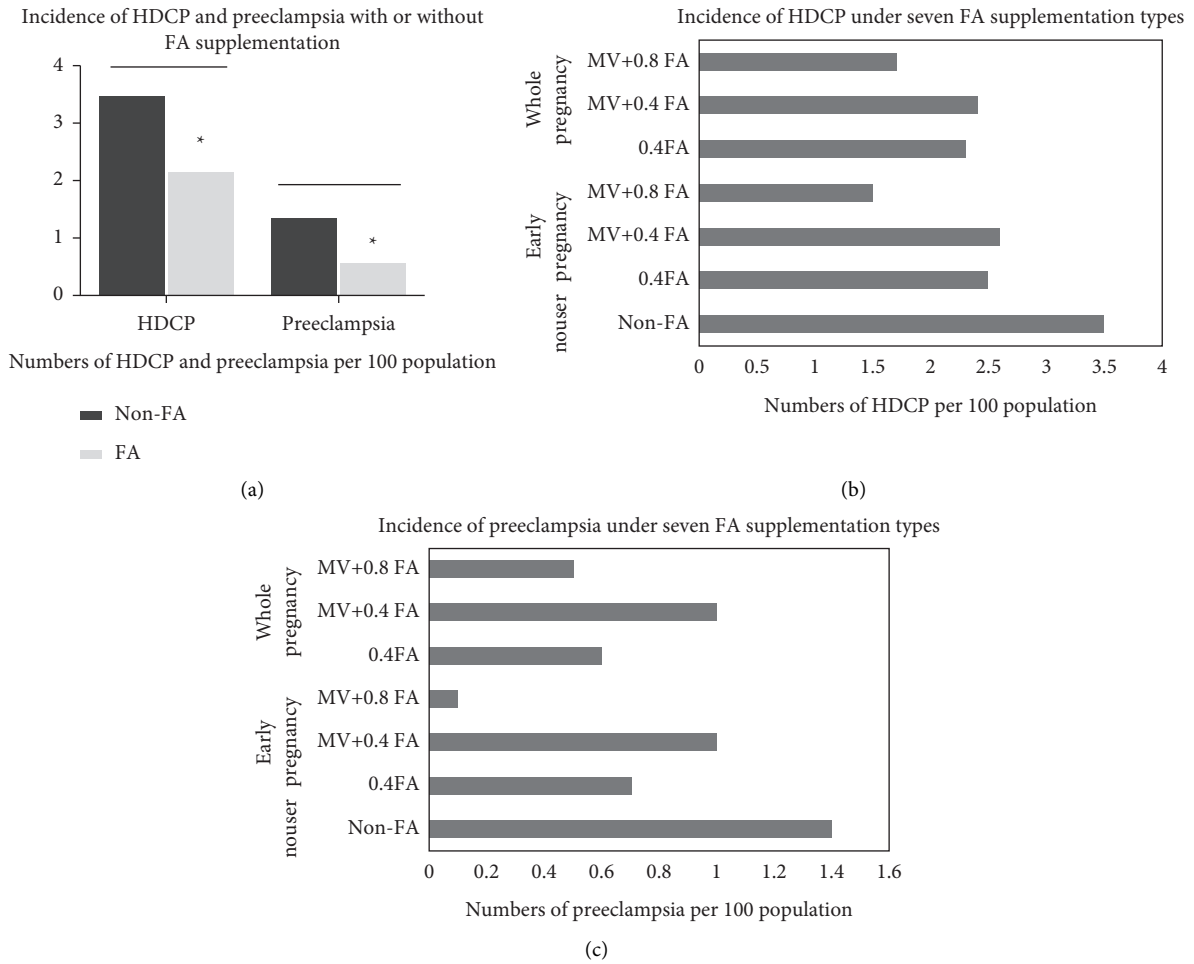 Incidence of HDCP and preeclampsia with or without
FA supplementation
4
3
2
1
0
*
*
HDCP
Preeclampsia
Numbers of HDCP and preeclampsia per 100 population
Non-FA
FA
(a)
Incidence of HDCP under seven FA supplementation types
Whole
pregnancy
Early
pregnancy
nouser
MV+0.8 FA
MV+0.4 FA
0.4FA
MV+0.8 FA
MV+0.4 FA
0.4FA
Non-FA
0 0.5 1 1.5 2 2.5 3 3.5 4
Numbers of HDCP per 100 population
(b)
Incidence of preeclampsia under seven FA supplementation types
Whole
pregnancy
Early
pregnancy
nouser
MV+0.8 FA
MV+0.4 FA
0.4FA
MV+0.8 FA
MV+0.4 FA
0.4FA
Non-FA
0 0.2 0.4 0.6 0.8 1 1.2 1.4 1.6
Numbers of preeclampsia per 100 population
(c)